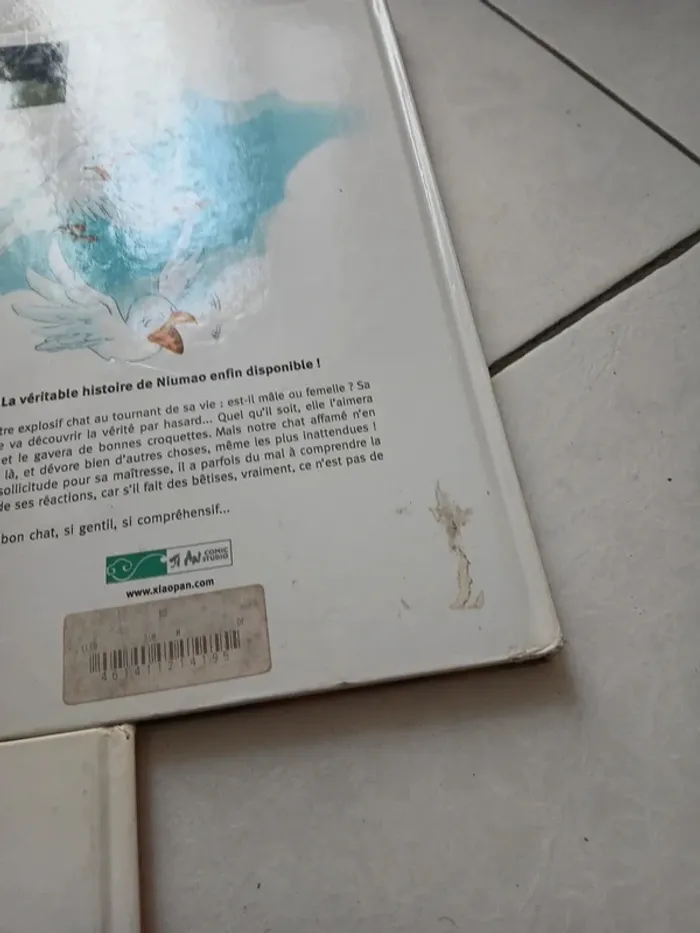 La véritable histoire de Niumao enfin disponible !
tre explosif chat au tournant de sa vie : est-il mâle ou femelle ? Sa
e va découvrir la vérité par hasard... Quel qu'il soit, elle l'aimera
et le gavera de bonnes croquettes. Mais notre chat affamé n'en
là, et dévore bien d'autres choses, même les plus inattendues !
sollicitude pour sa maîtresse, il a parfois du mal à comprendre la
de ses réactions, car s'il fait des bêtises, vraiment, ce n'est pas de
bon chat, si gentil, si compréhensif...
COMIC
STUDIO
www.xiaopan.com